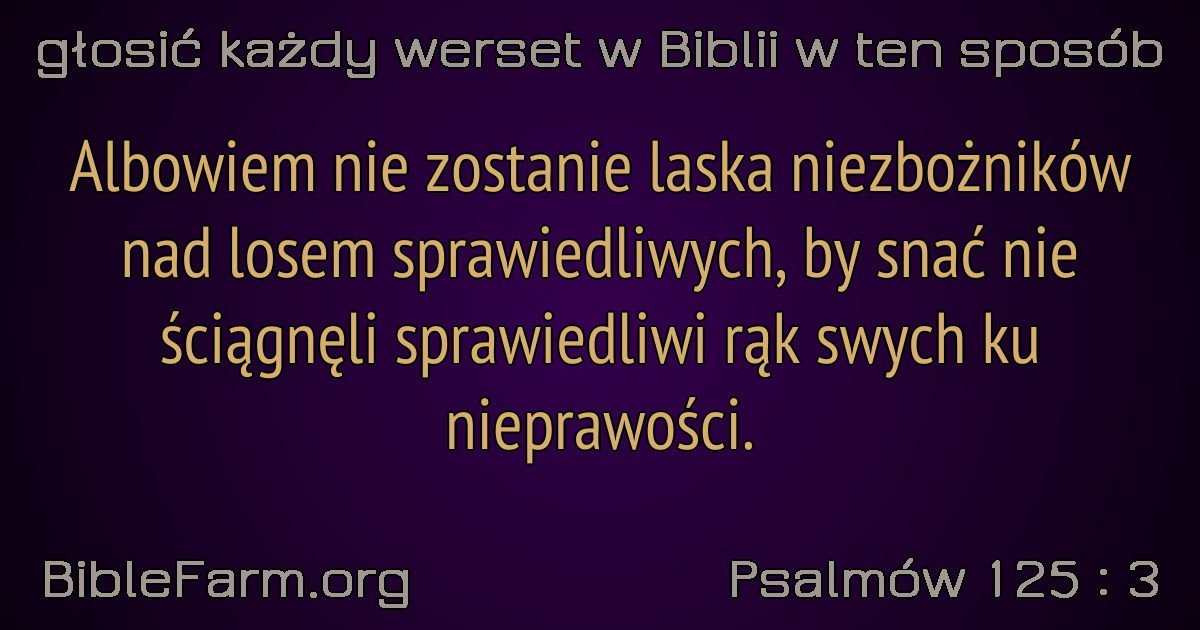 głosić każdy werset w Biblii w ten sposób
Albowiem nie zostanie laska niezbożników
nad losem sprawiedliwych, by snać nie
ściągnęli sprawiedliwi rąk swych ku
nieprawości.
BibleFarm.org
Psalmów 125 : 3